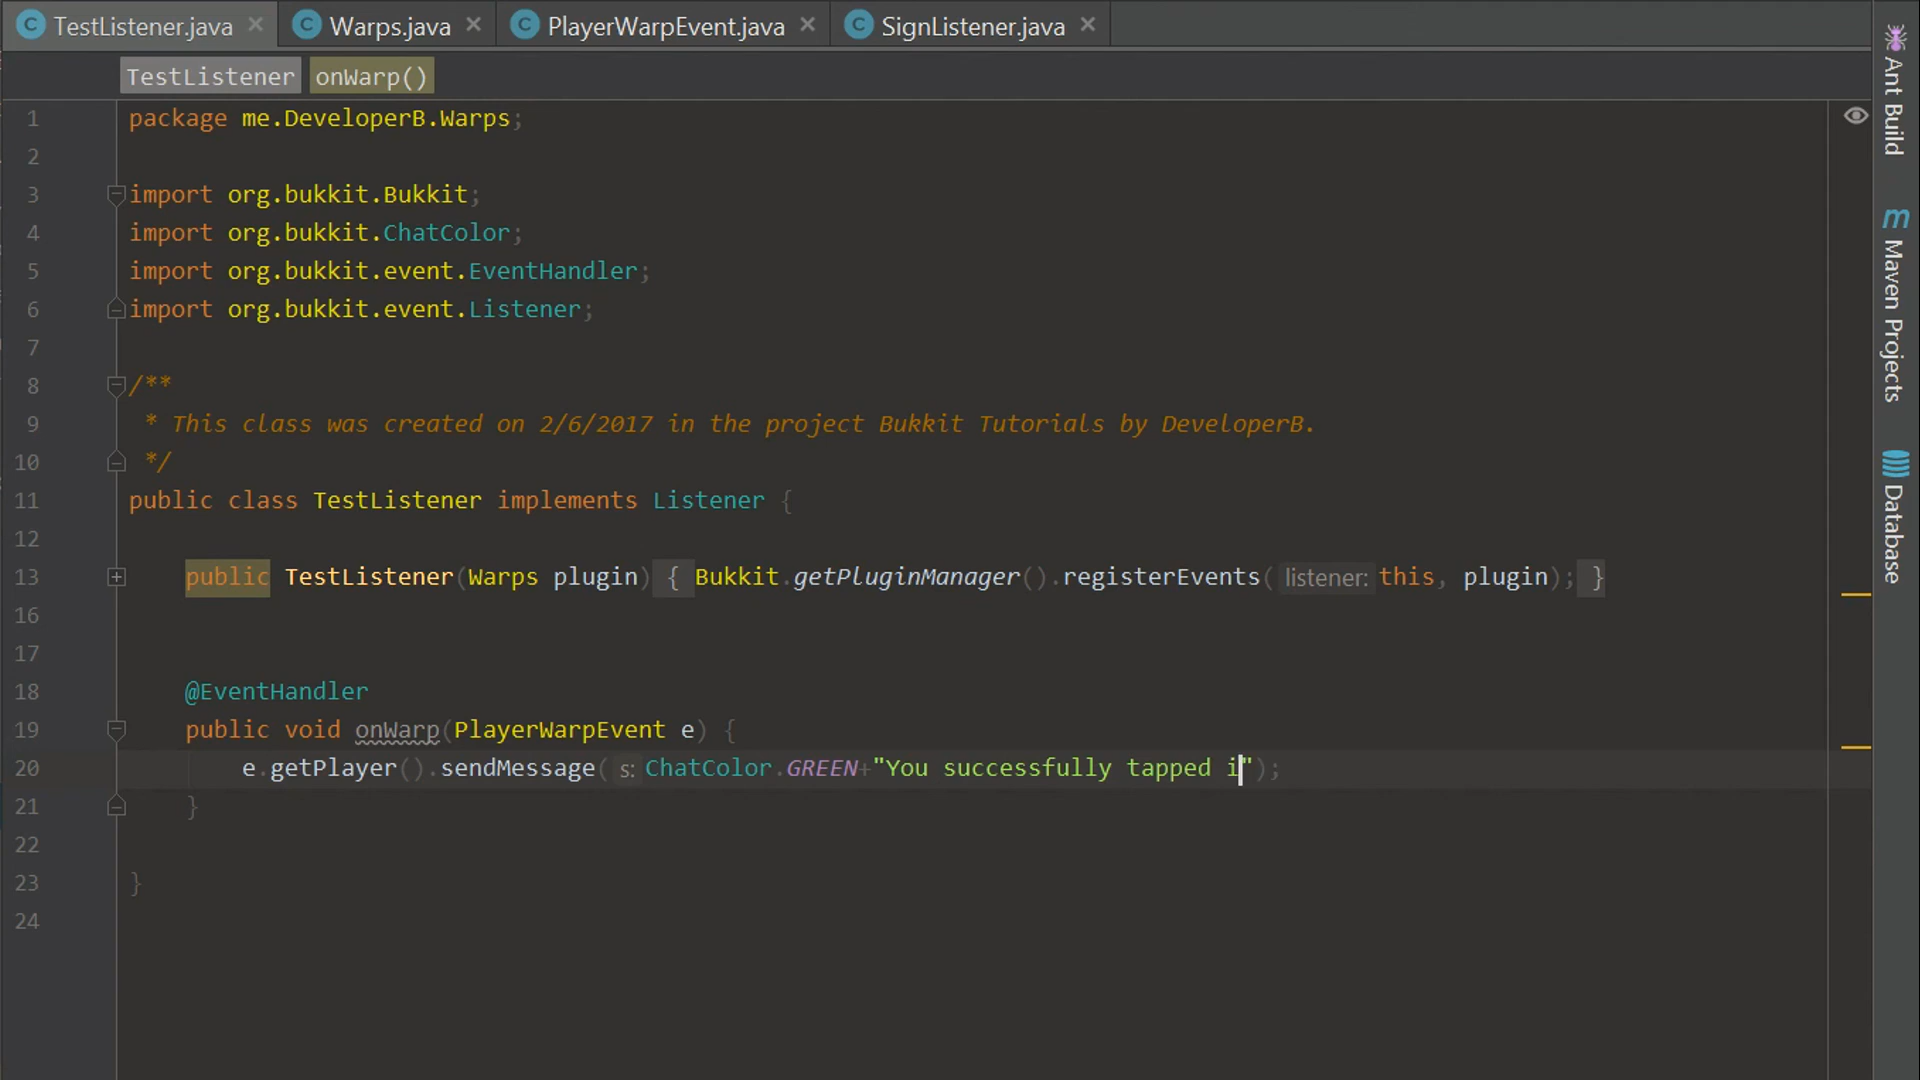 TestListener.java Warps.java PlayerWarpEvent.java SignListener.java
TestListener onWarp()
1 package me.DeveloperB.Warps;
2
3 import org.bukkit.Bukkit;
4 import org.bukkit.ChatColor;
5 import org.bukkit.event.EventHandler;
6 import org.bukkit.event.Listener;
7
8 /**
9 * This class was created on 2/6/2017 in the project Bukkit Tutorials by DeveloperB.
10 */
11 public class TestListener implements Listener {
12
13 public TestListener(Warps plugin) { Bukkit.getPluginManager().registerEvents( listener: this, plugin); }
16
17
18 @EventHandler
19 public void onWarp(PlayerWarpEvent e) {
20 e.getPlayer().sendMessage( s: ChatColor.GREEN+"You successfully tapped i");
21 }
22
23 }
24
Ant Build
Maven Projects
Database